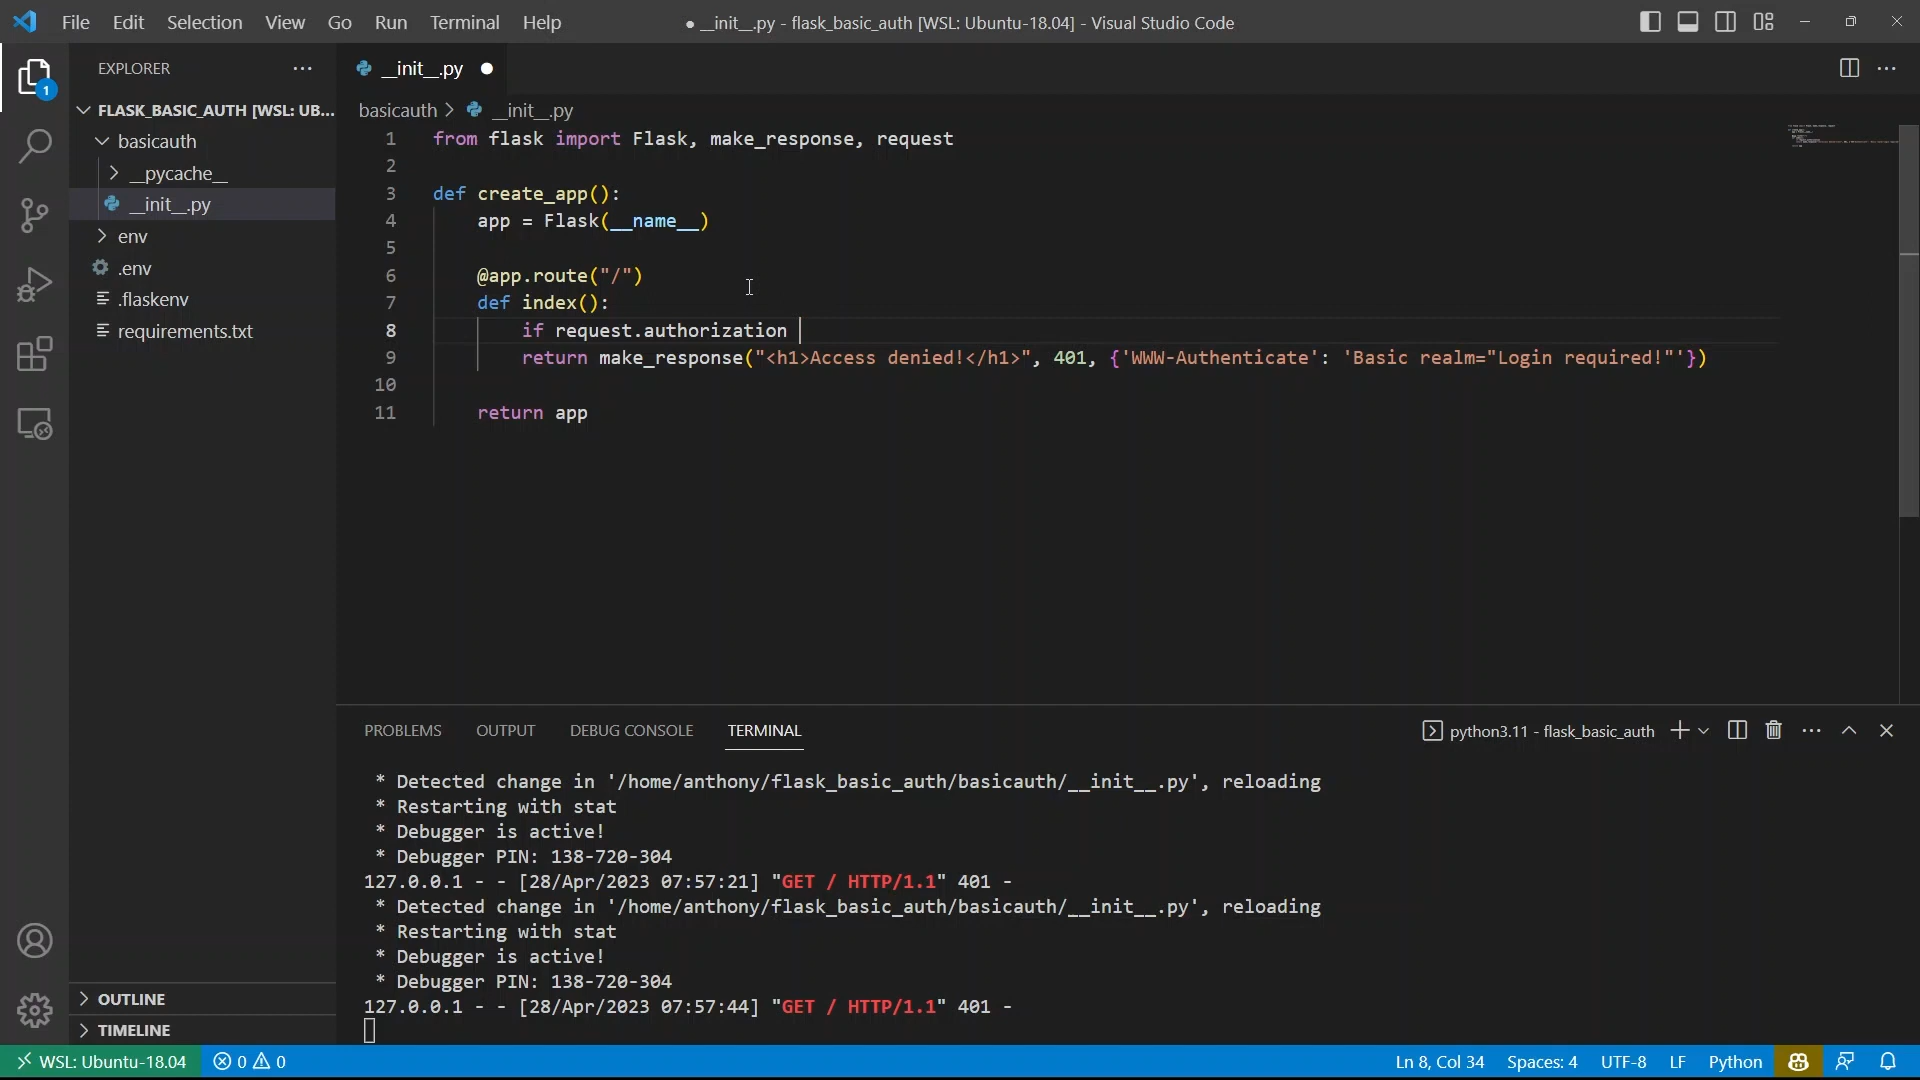 File Edit Selection View Go Run Terminal Help
● __init__.py - flask_basic_auth [WSL: Ubuntu-18.04] - Visual Studio Code
EXPLORER
1
FLASK_BASIC_AUTH [WSL: UB...
basicauth
__pycache__
__init__.py
env
.env
.flaskenv
requirements.txt
OUTLINE
TIMELINE
__init__.py
basicauth > __init__.py
1 from flask import Flask, make_response, request
2
3 def create_app():
4 app = Flask(__name__)
5
6 @app.route("/")
7 def index():
8 if request.authorization
9 return make_response("<h1>Access denied!</h1>", 401, {'WWW-Authenticate': 'Basic realm="Login required!"'})
10
11 return app
PROBLEMS OUTPUT DEBUG CONSOLE TERMINAL
python3.11 - flask_basic_auth
* Detected change in '/home/anthony/flask_basic_auth/basicauth/__init__.py', reloading
* Restarting with stat
* Debugger is active!
* Debugger PIN: 138-720-304
127.0.0.1 - - [28/Apr/2023 07:57:21] "GET / HTTP/1.1" 401 -
* Detected change in '/home/anthony/flask_basic_auth/basicauth/__init__.py', reloading
* Restarting with stat
* Debugger is active!
* Debugger PIN: 138-720-304
127.0.0.1 - - [28/Apr/2023 07:57:44] "GET / HTTP/1.1" 401 -
WSL: Ubuntu-18.04 0 0 Ln 8, Col 34 Spaces: 4 UTF-8 LF Python